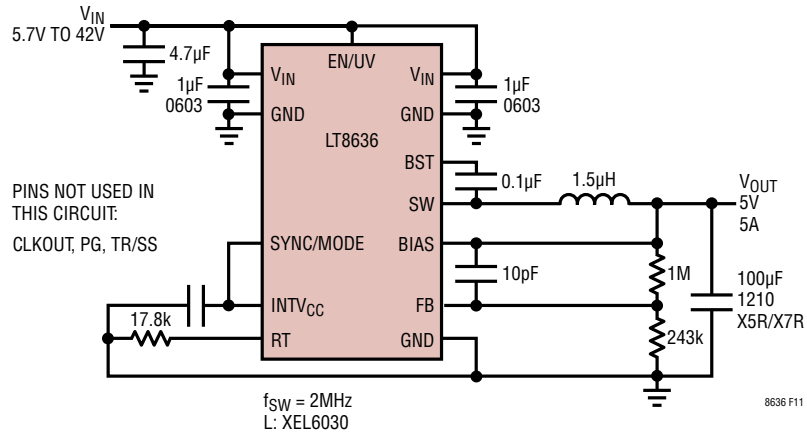 VIN
5.7V TO 42V
4.7µF
1µF
0603
VIN
GND
EN/UV
LT8636
VIN
GND
1µF
0603
BST
0.1µF
SW
1.5µH
VOUT
5V
5A
PINS NOT USED IN
THIS CIRCUIT:
CLKOUT, PG, TR/SS
SYNC/MODE
BIAS
10pF
1M
100µF
1210
X5R/X7R
INTVCC
FB
17.8k
RT
GND
243k
fSW = 2MHz
L: XEL6030
8636 F11